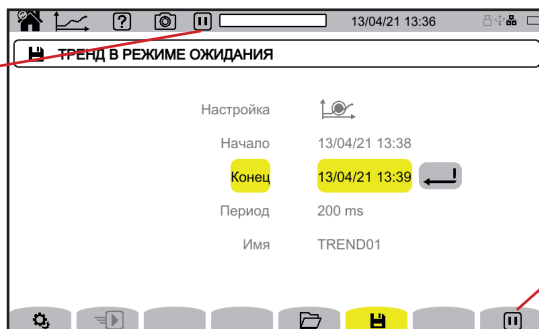 13/04/21 13:36
ТРЕНД В РЕЖИМЕ ОЖИДАНИЯ
Настройка
Начало 13/04/21 13:38
Конец 13/04/21 13:39
Период 200 ms
Имя TREND01